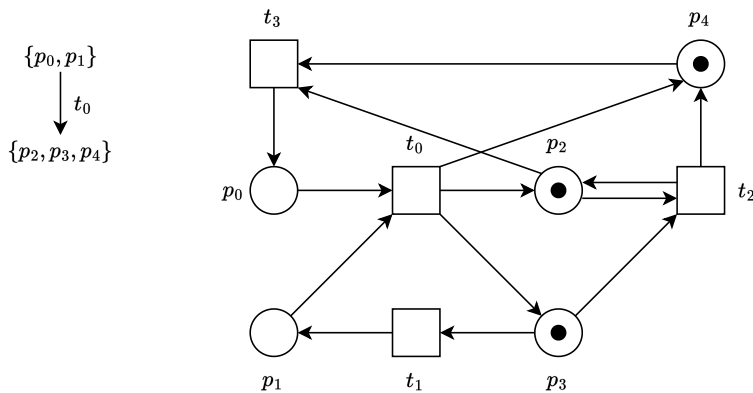 t₃
p₄
{p₀, p₁}
t₀
{p₂, p₃, p₄}
t₀
p₂
p₀
t₂
p₁
t₁
p₃